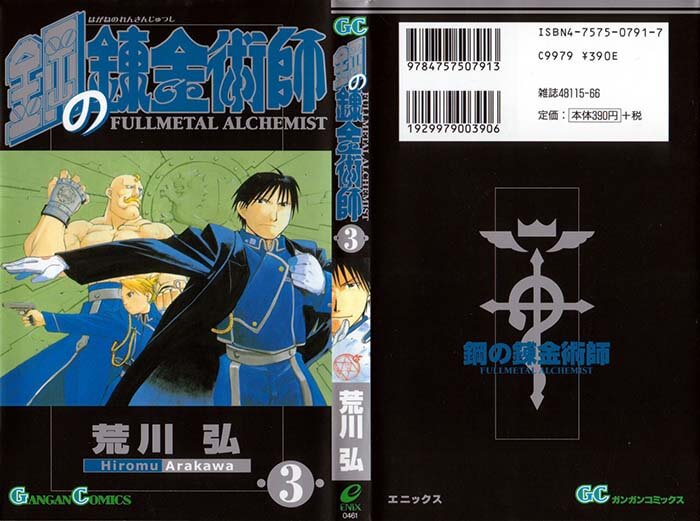 はがねのれんきんじゅつし
鋼の錬金術師
FULLMETAL ALCHEMIST
荒川 弘
Hiromu Arakawa
3
GANGAN COMICS
GC
鋼の錬金術師
FULLMETAL ALCHEMIST
3
荒川 弘
ENIX
0461
9784757507913
1929979003906
ISBN4-7575-0791-7
C9979 ¥390E
雑誌48115-66
定価：本体390円+税
鋼の錬金術師
FULLMETAL ALCHEMIST
エニックス
GC ガンガンコミックス